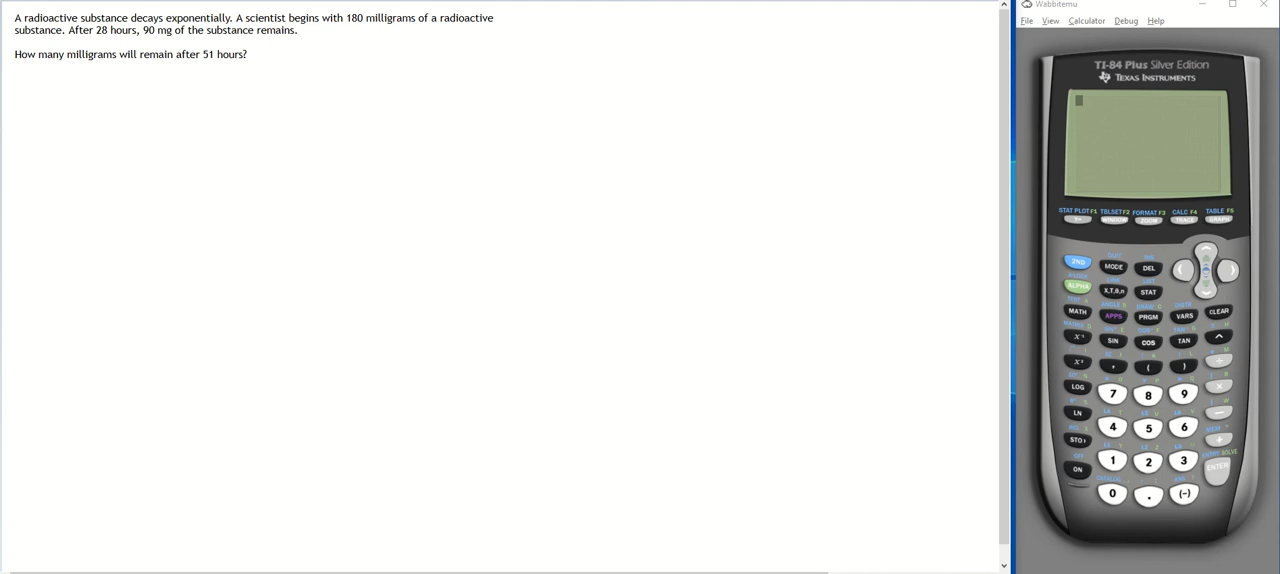 A radioactive substance decays exponentially. A scientist begins with 180 milligrams of a radioactive
substance. After 28 hours, 90 mg of the substance remains.
How many milligrams will remain after 51 hours?
Wabbitemu
File View Calculator Debug Help
TI-84 Plus Silver Edition
TEXAS INSTRUMENTS
STAT PLOT F1 TBLSET F2 FORMAT F3 CALC F4 TABLE F5
Y= WINDOW ZOOM TRACE GRAPH
2ND MODE DEL
ALPHA X,T,θ,n STAT
MATH APPS PRGM VARS CLEAR
SIN COS TAN ^
, ( ) ÷
LOG 7 8 9 ×
LN 4 5 6 −
STO› 1 2 3 +
ON 0 . (-) ENTER